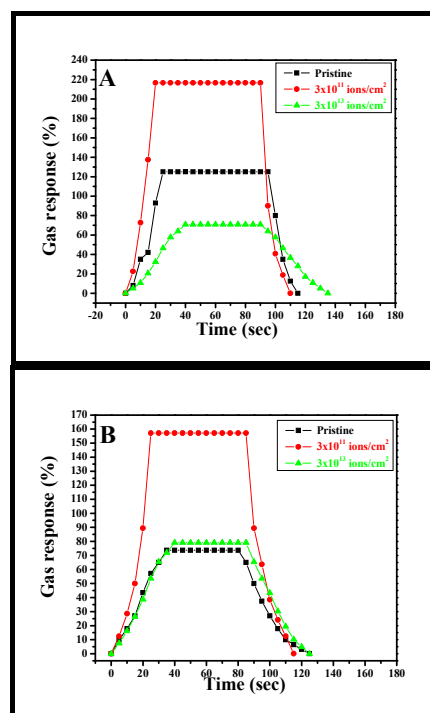 A
Pristine
3x10¹¹ ions/cm²
3x10¹³ ions/cm²
Gas response (%)
240
220
200
180
160
140
120
100
80
60
40
20
0
-20
-20 0 20 40 60 80 100 120 140 160 180
Time (sec)
B
Pristine
3x10¹¹ ions/cm²
3x10¹³ ions/cm²
Gas response (%)
170
160
150
140
130
120
110
100
90
80
70
60
50
40
30
20
10
0
0 20 40 60 80 100 120 140 160 180
Time (sec)